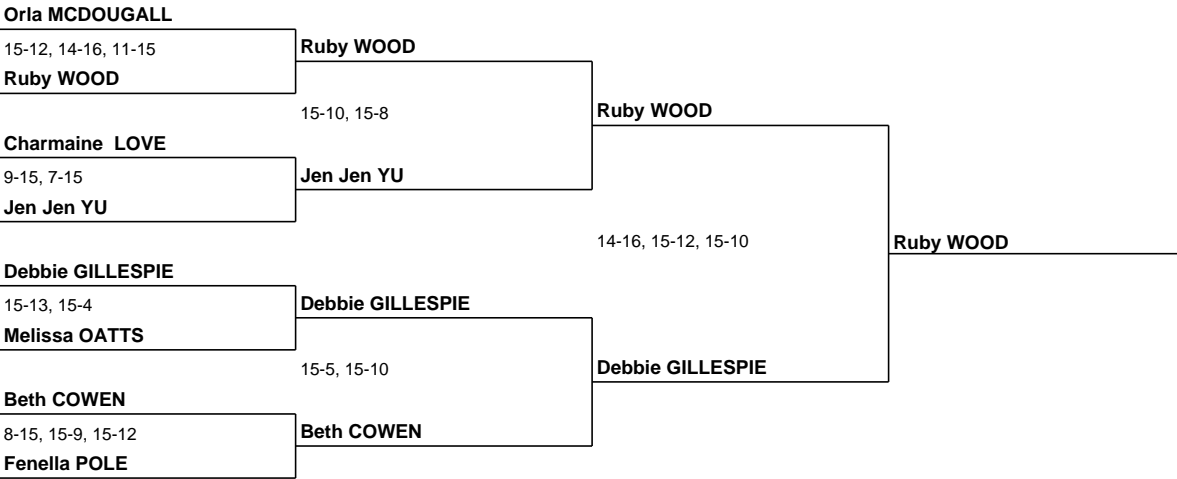 Orla MCDOUGALL
15-12, 14-16, 11-15
Ruby WOOD
Ruby WOOD
15-10, 15-8
Ruby WOOD
Charmaine  LOVE
9-15, 7-15
Jen Jen YU
Jen Jen YU
14-16, 15-12, 15-10
Ruby WOOD
Debbie GILLESPIE
15-13, 15-4
Melissa OATTS
Debbie GILLESPIE
15-5, 15-10
Debbie GILLESPIE
Beth COWEN
8-15, 15-9, 15-12
Fenella POLE
Beth COWEN